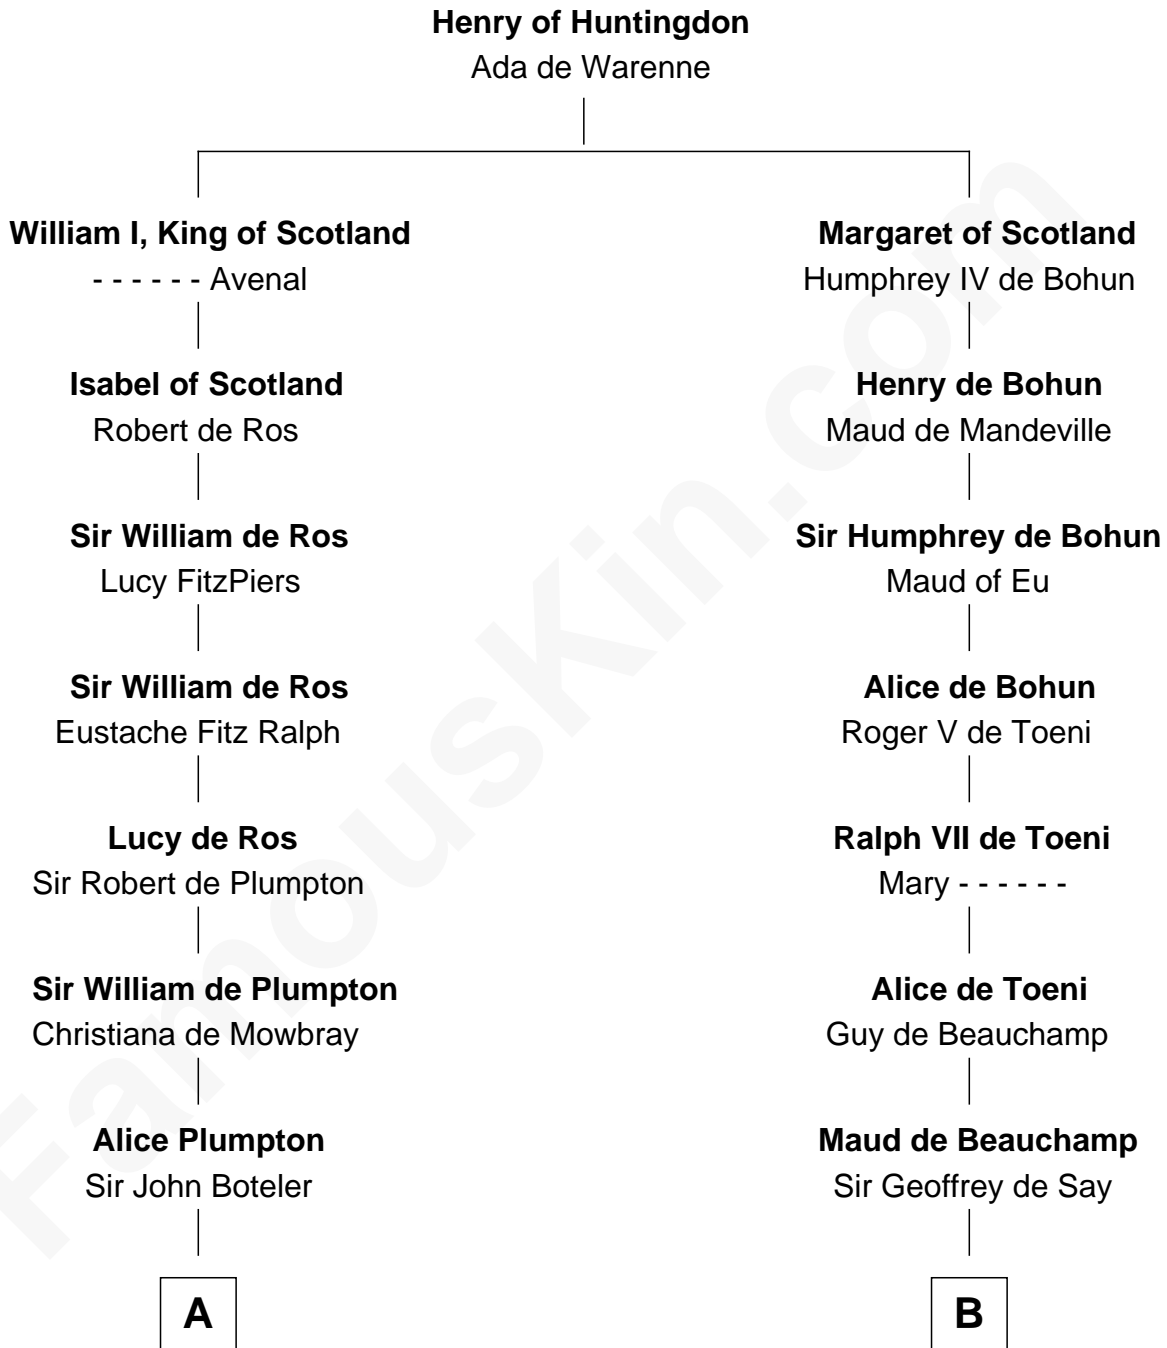 Henry of Huntingdon
Ada de Warenne
William I, King of Scotland
- - - - - - Avenal
Isabel of Scotland
Robert de Ros
Sir William de Ros
Lucy FitzPiers
Sir William de Ros
Eustache Fitz Ralph
Lucy de Ros
Sir Robert de Plumpton
Sir William de Plumpton
Christiana de Mowbray
Alice Plumpton
Sir John Boteler
A
Margaret of Scotland
Humphrey IV de Bohun
Henry de Bohun
Maud de Mandeville
Sir Humphrey de Bohun
Maud of Eu
Alice de Bohun
Roger V de Toeni
Ralph VII de Toeni
Mary - - - - - -
Alice de Toeni
Guy de Beauchamp
Maud de Beauchamp
Sir Geoffrey de Say
B
FamousKin.com